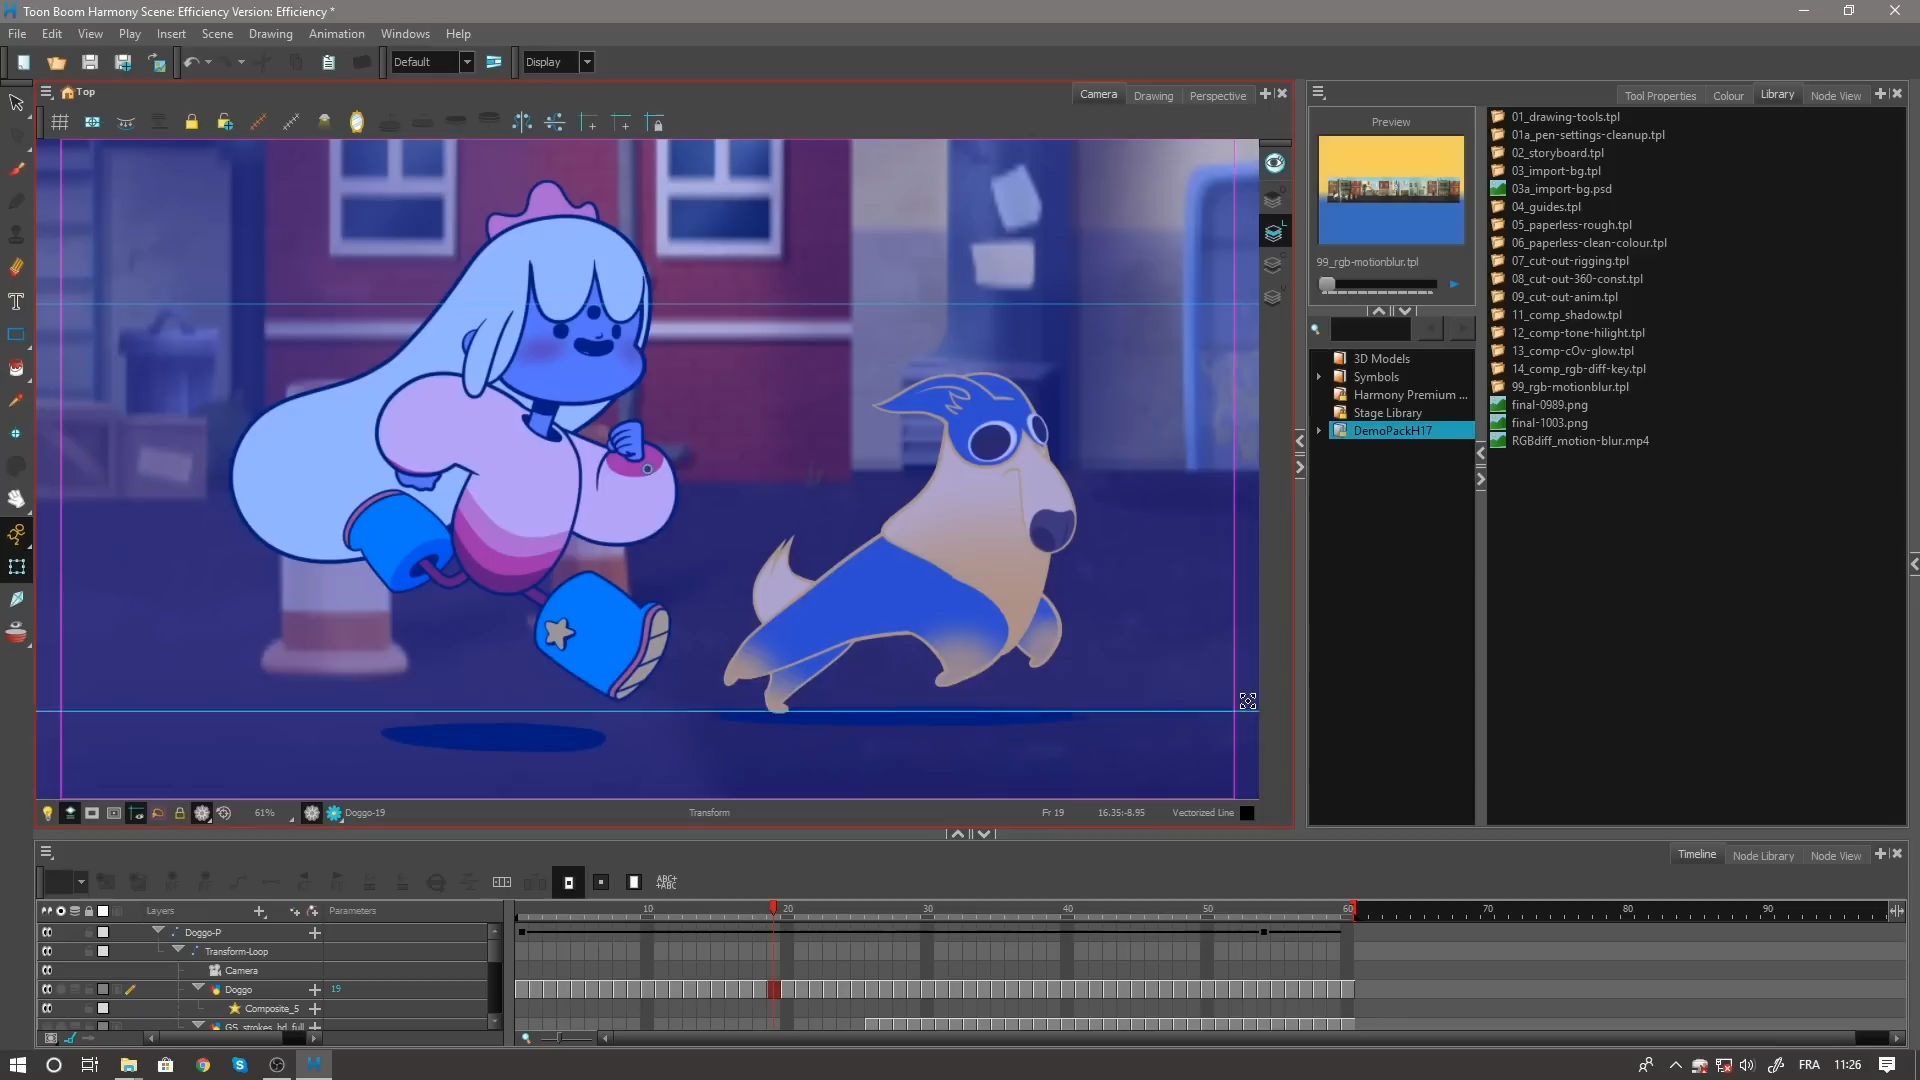 Toon Boom Harmony Scene: Efficiency Version: Efficiency *
File Edit View Play Insert Scene Drawing Animation Windows Help
Default Display
Top Camera Drawing Perspective
Tool Properties Colour Library Node View
Preview
99_rgb-motionblur.tpl
01_drawing-tools.tpl
01a_pen-settings-cleanup.tpl
02_storyboard.tpl
03_import-bg.tpl
03a_import-bg.psd
04_guides.tpl
05_paperless-rough.tpl
06_paperless-clean-colour.tpl
07_cut-out-rigging.tpl
08_cut-out-360-const.tpl
09_cut-out-anim.tpl
11_comp_shadow.tpl
12_comp-tone-hilight.tpl
13_comp-cOv-glow.tpl
14_comp_rgb-diff-key.tpl
99_rgb-motionblur.tpl
final-0989.png
final-1003.png
RGBdiff_motion-blur.mp4
3D Models
Symbols
Harmony Premium ...
Stage Library
DemoPackH17
61% Doggo-19 Transform Fr 19 16.35:-8.95 Vectorized Line
Timeline Node Library Node View
ABC+
+ABC
Layers Parameters
10 20 30 40 50 60 70 80 90
Doggo-P
Transform-Loop
Camera
Doggo 19
Composite_5
GS_strokes_bd_full
FRA 11:26